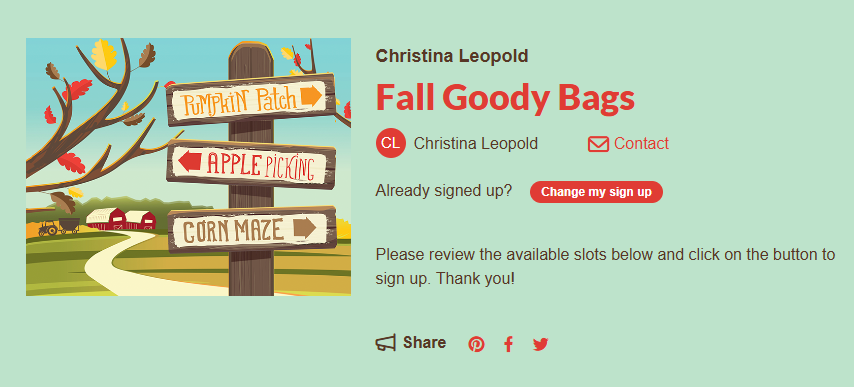 PUMPKIN Patch
APPLE PICKING
CORN MAZE
Christina Leopold
Fall Goody Bags
CL Christina Leopold Contact
Already signed up? Change my sign up
Please review the available slots below and click on the button to
sign up. Thank you!
Share